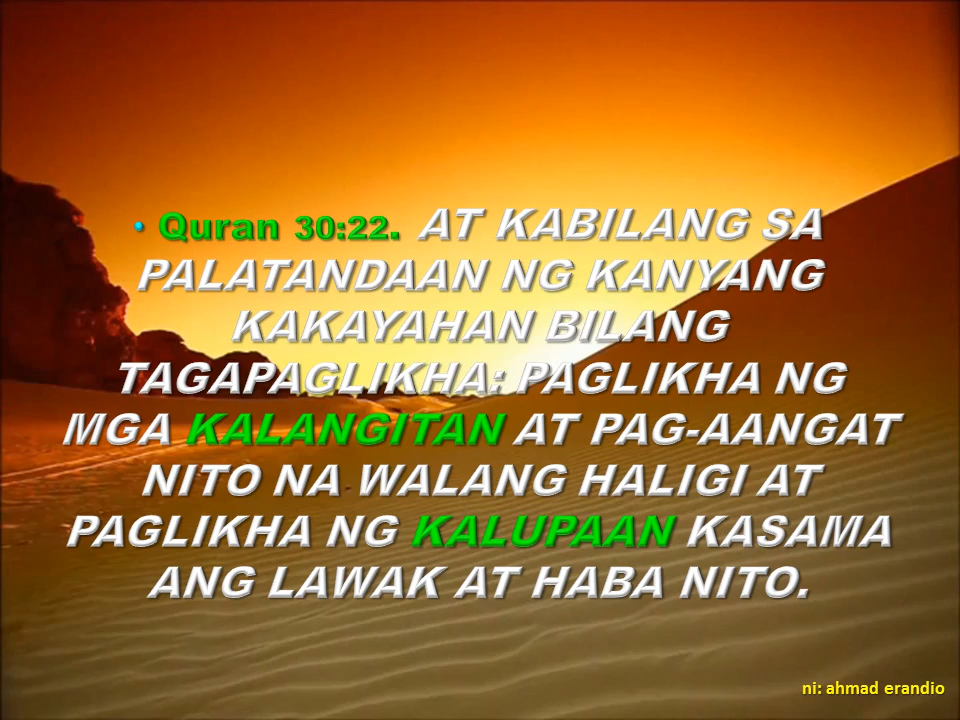 • Quran 30:22. AT KABILANG SA
PALATANDAAN NG KANYANG
KAKAYAHAN BILANG
TAGAPAGLIKHA: PAGLIKHA NG
MGA KALANGITAN AT PAG-AANGAT
NITO NA WALANG HALIGI AT
PAGLIKHA NG KALUPAAN KASAMA
ANG LAWAK AT HABA NITO.
ni: ahmad erandio